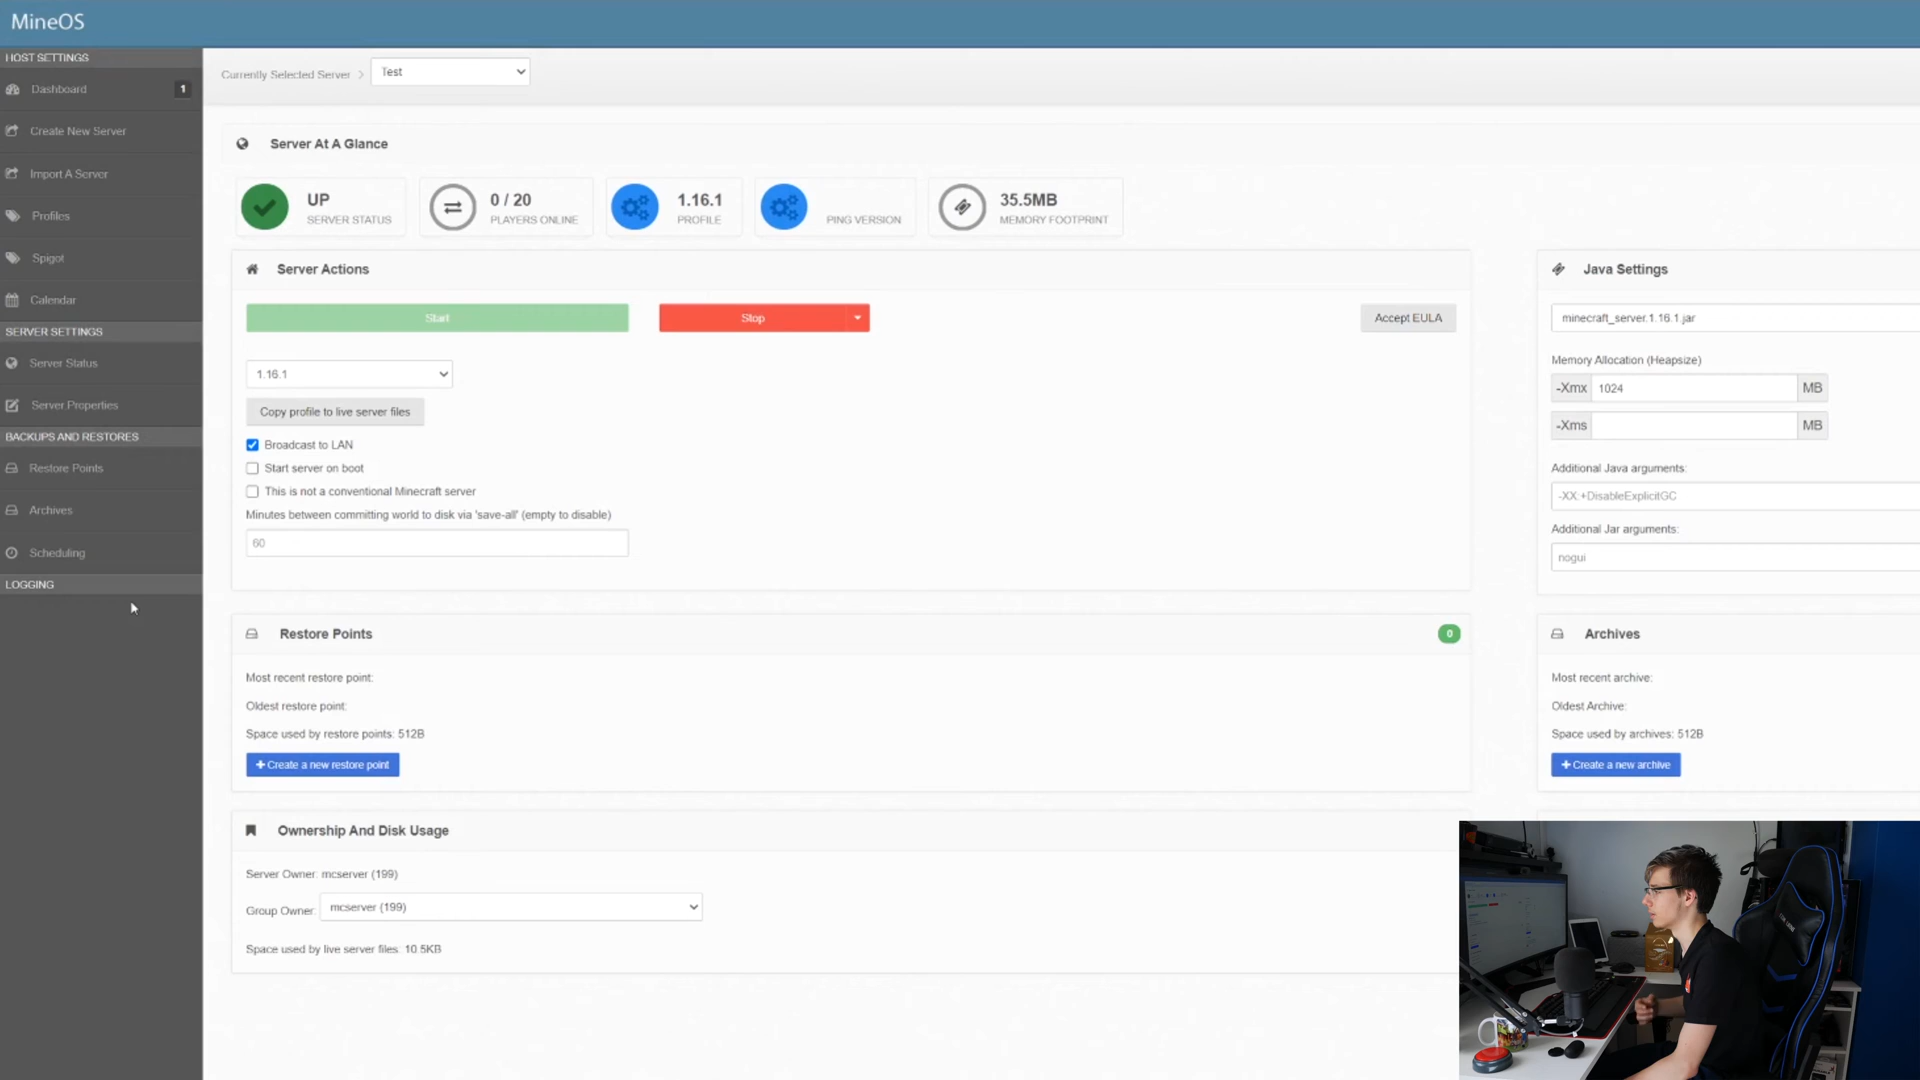 MineOS
HOST SETTINGS
Dashboard 1
Create New Server
Import A Server
Profiles
Spigot
Calendar
SERVER SETTINGS
Server Status
Server Properties
BACKUPS AND RESTORES
Restore Points
Archives
Scheduling
LOGGING
Currently Selected Server > Test
Server At A Glance
UP
SERVER STATUS
0 / 20
PLAYERS ONLINE
1.16.1
PROFILE
PING VERSION
35.5MB
MEMORY FOOTPRINT
Server Actions
Start Stop Accept EULA
1.16.1
Copy profile to live server files
Broadcast to LAN
Start server on boot
This is not a conventional Minecraft server
Minutes between committing world to disk via 'save-all' (empty to disable)
60
Java Settings
minecraft_server.1.16.1.jar
Memory Allocation (Heapsize)
-Xmx 1024 MB
-Xms MB
Additional Java arguments:
-XX:+DisableExplicitGC
Additional Jar arguments:
nogui
Restore Points 0
Most recent restore point:
Oldest restore point:
Space used by restore points: 512B
+ Create a new restore point
Archives
Most recent archive:
Oldest Archive:
Space used by archives: 512B
+ Create a new archive
Ownership And Disk Usage
Server Owner: mcserver (199)
Group Owner: mcserver (199)
Space used by live server files: 10.5KB